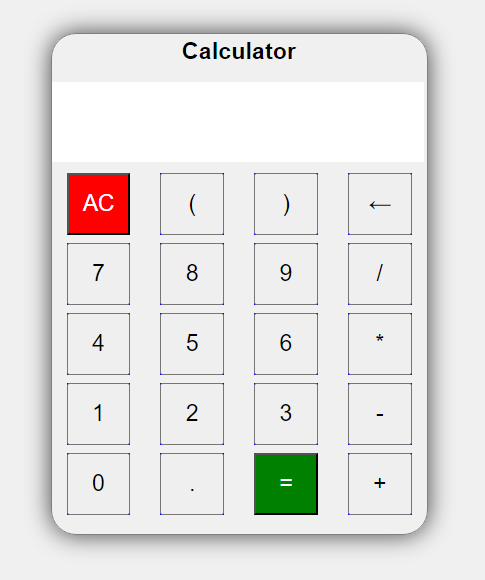 Calculator
AC ( ) ←
7 8 9 /
4 5 6 *
1 2 3 -
0 . = +